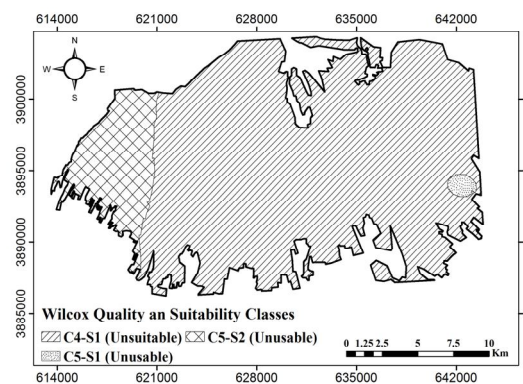 614000 621000 628000 635000 642000
N
W E
S
3900000
3895000
3890000
3885000
Wilcox Quality an Suitability Classes
C4-S1 (Unsuitable) C5-S2 (Unusable)
C5-S1 (Unusable)
0 1.25 2.5 5 7.5 10
Km
614000 621000 628000 635000 642000